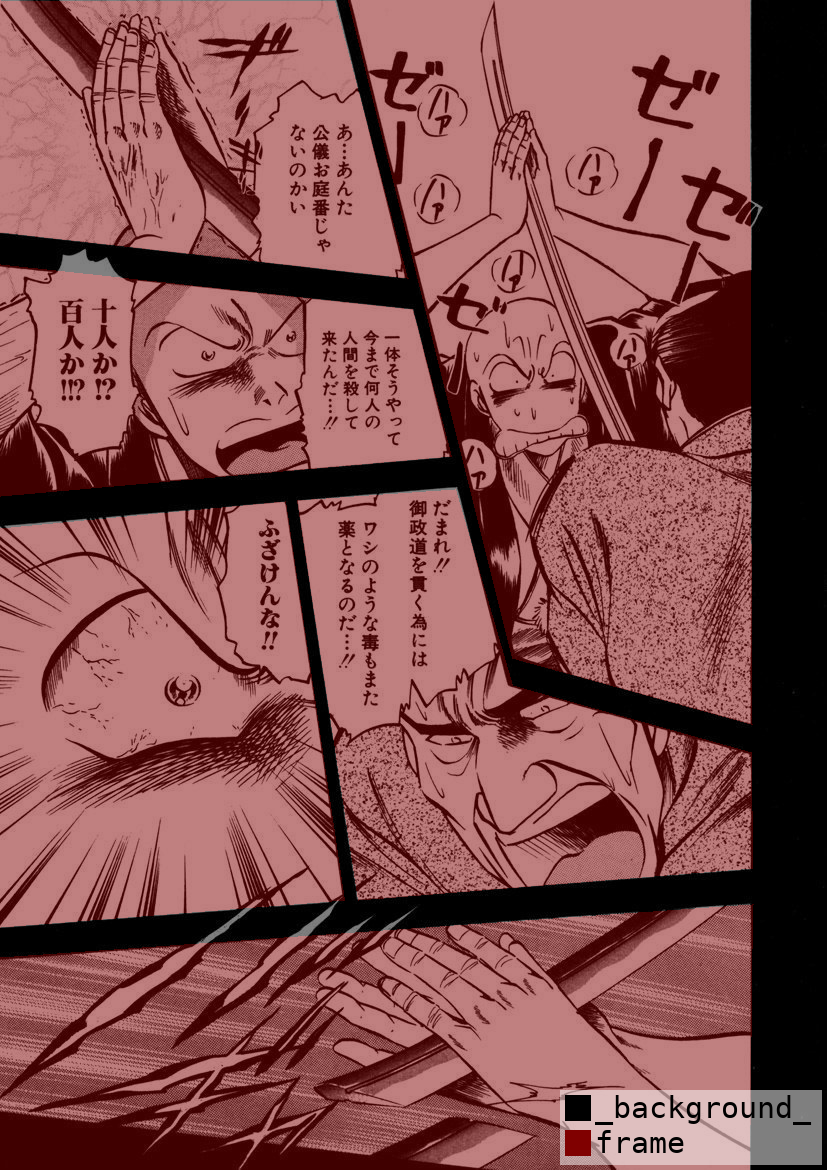 ゼー
ゼー
ゼー
ゼー
ハァ
ハァ
ハァ
ハァ
ハァ
ハァ
あ…あんた
公儀お庭番じゃ
ないのかい
一体そうやって
今まで何人の
人間を殺して
来たんだ…!!
十人か!?
百人か!!?
だまれ!!
御政道を貫く為には
ワシのような毒もまた
薬となるのだ…!!
ふざけんな!!
_background_
frame